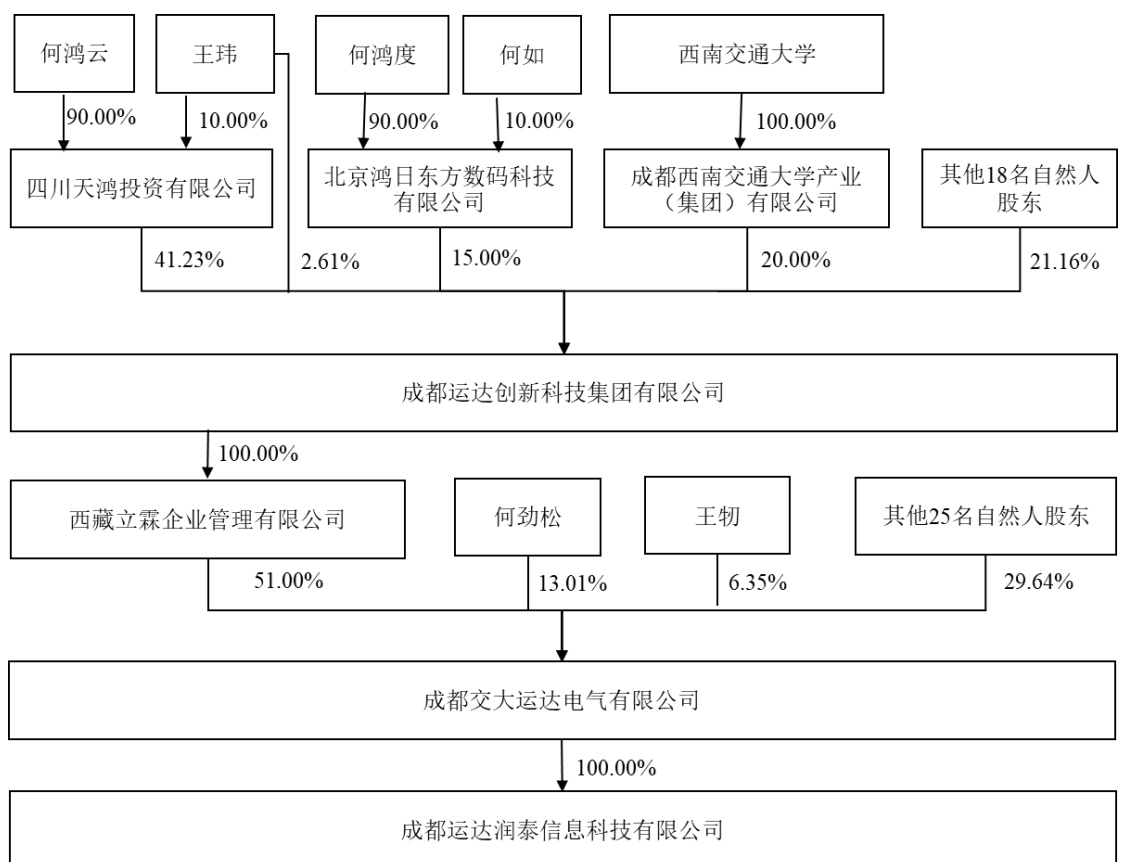 何鸿云
王玮
何鸿度
何如
西南交通大学
90.00%
10.00%
90.00%
10.00%
100.00%
四川天鸿投资有限公司
北京鸿日东方数码科技
有限公司
成都西南交通大学产业
（集团）有限公司
其他18名自然人
股东
41.23%
2.61%
15.00%
20.00%
21.16%
成都运达创新科技集团有限公司
100.00%
西藏立霖企业管理有限公司
何劲松
王牣
其他25名自然人股东
51.00%
13.01%
6.35%
29.64%
成都交大运达电气有限公司
100.00%
成都运达润泰信息科技有限公司